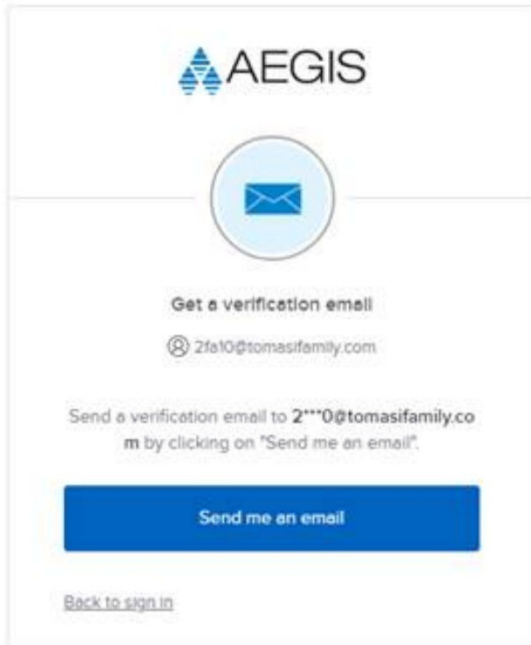 AEGIS
Get a verification email
2fa10@tomasifamily.com
Send a verification email to 2***0@tomasifamily.co
m by clicking on "Send me an email".
Send me an email
Back to sign in